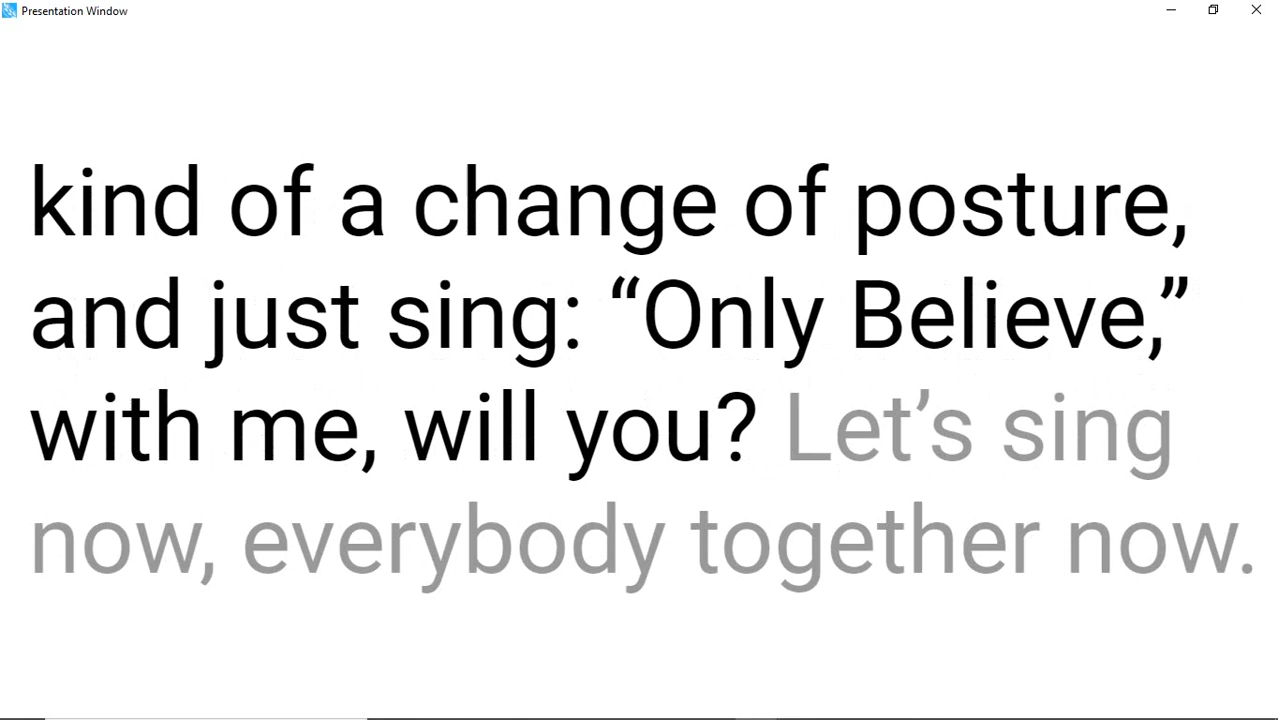 Presentation Window
kind of a change of posture,
and just sing: “Only Believe,”
with me, will you? Let’s sing
now, everybody together now.